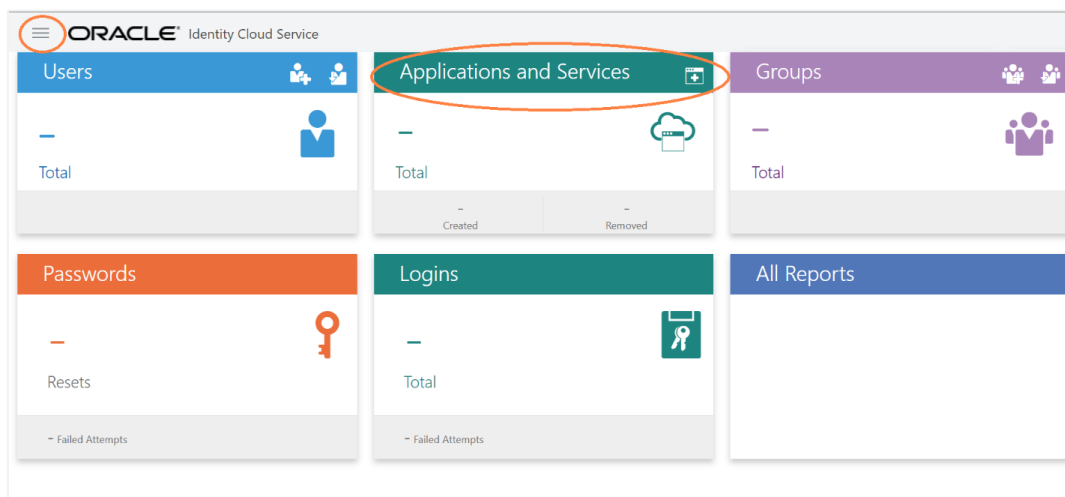 ORACLE® Identity Cloud Service
Users
Applications and Services
Groups
–
Total
–
Total
–
Total
-
Created
-
Removed
Passwords
Logins
All Reports
–
Resets
–
Total
- Failed Attempts
- Failed Attempts